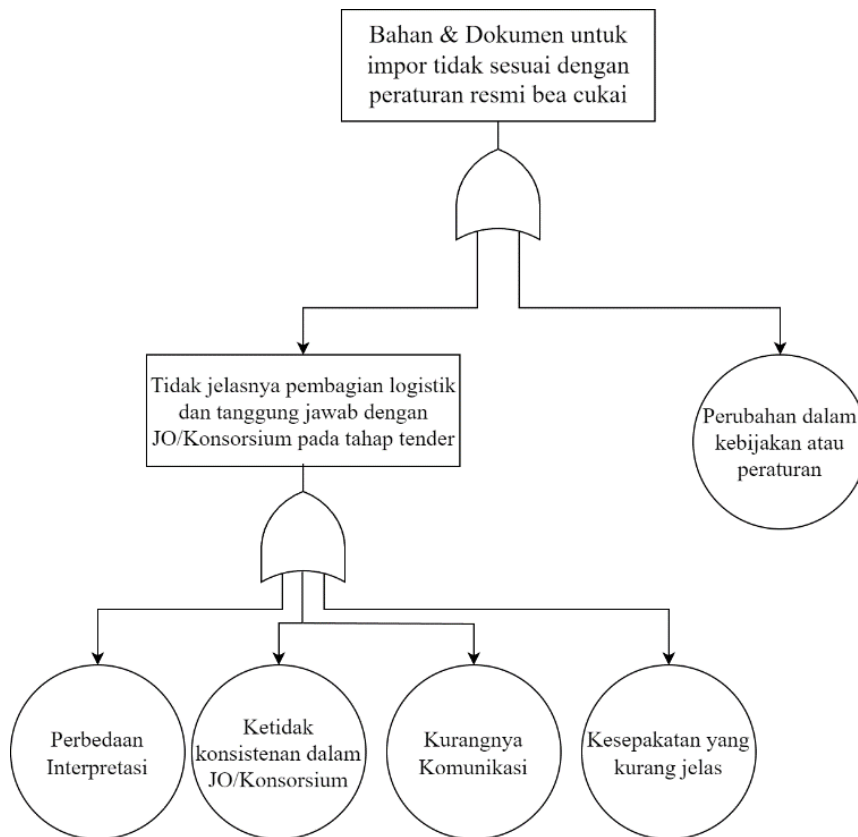 Bahan & Dokumen untuk
impor tidak sesuai dengan
peraturan resmi bea cukai
Tidak jelasnya pembagian logistik
dan tanggung jawab dengan
JO/Konsorsium pada tahap tender
Perubahan dalam
kebijakan atau
peraturan
Perbedaan
Interpretasi
Ketidak
konsistenan dalam
JO/Konsorsium
Kurangnya
Komunikasi
Kesepakatan yang
kurang jelas